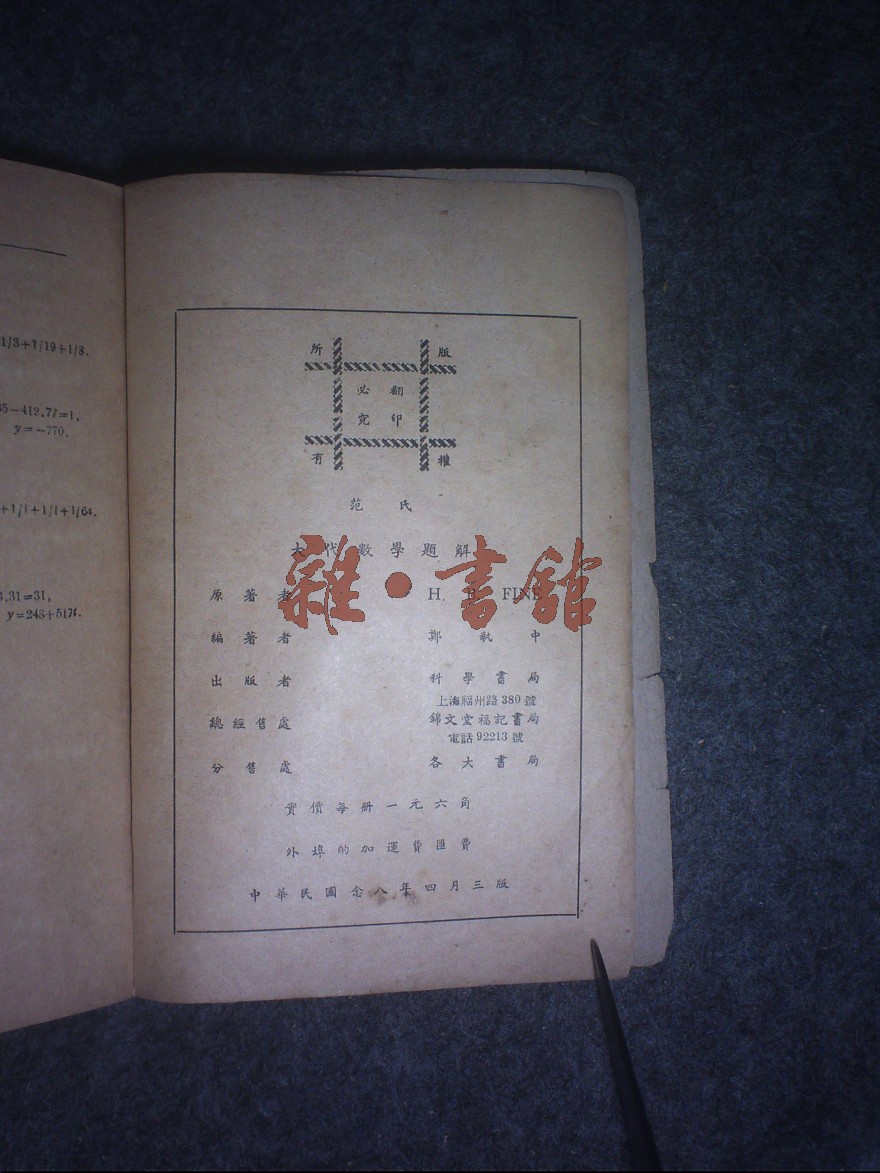 1/3+7/19+1/3.
35-412,77=1,
y=-770.
+1/1+1/1+1/64.
3,31=31,
y=243+517t.
版權所有
翻印必究
范氏
大代數學題解
雜·書館
原著者 H. B. FINE
編著者 鄭執中
出版者 科學書局
上海福州路380號
總經售處 錦文堂福記書局
電話92213號
分售處 各大書局
實價每冊一元六角
外埠酌加運費匯費
中華民國念八年四月三版